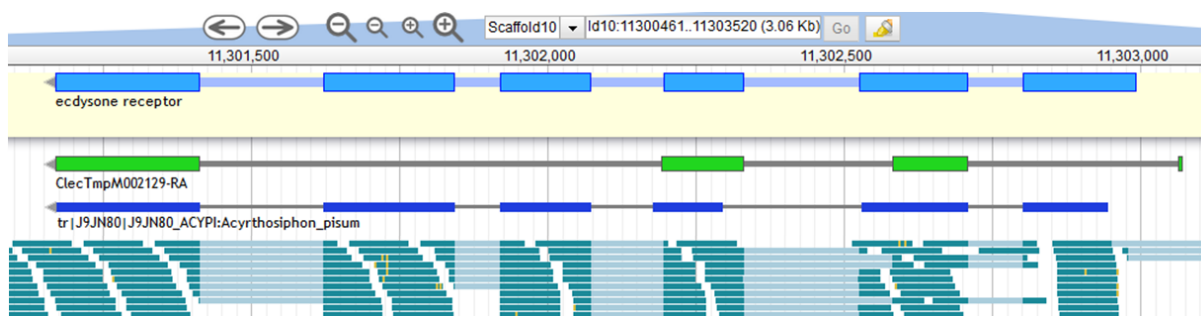 Scaffold10 ld10:11300461..11303520 (3.06 Kb) Go
11,301,500 11,302,000 11,302,500 11,303,000
ecdysone receptor
ClecTmpM002129-RA
tr|J9JN80|J9JN80_ACYPI:Acyrthosiphon_pisum